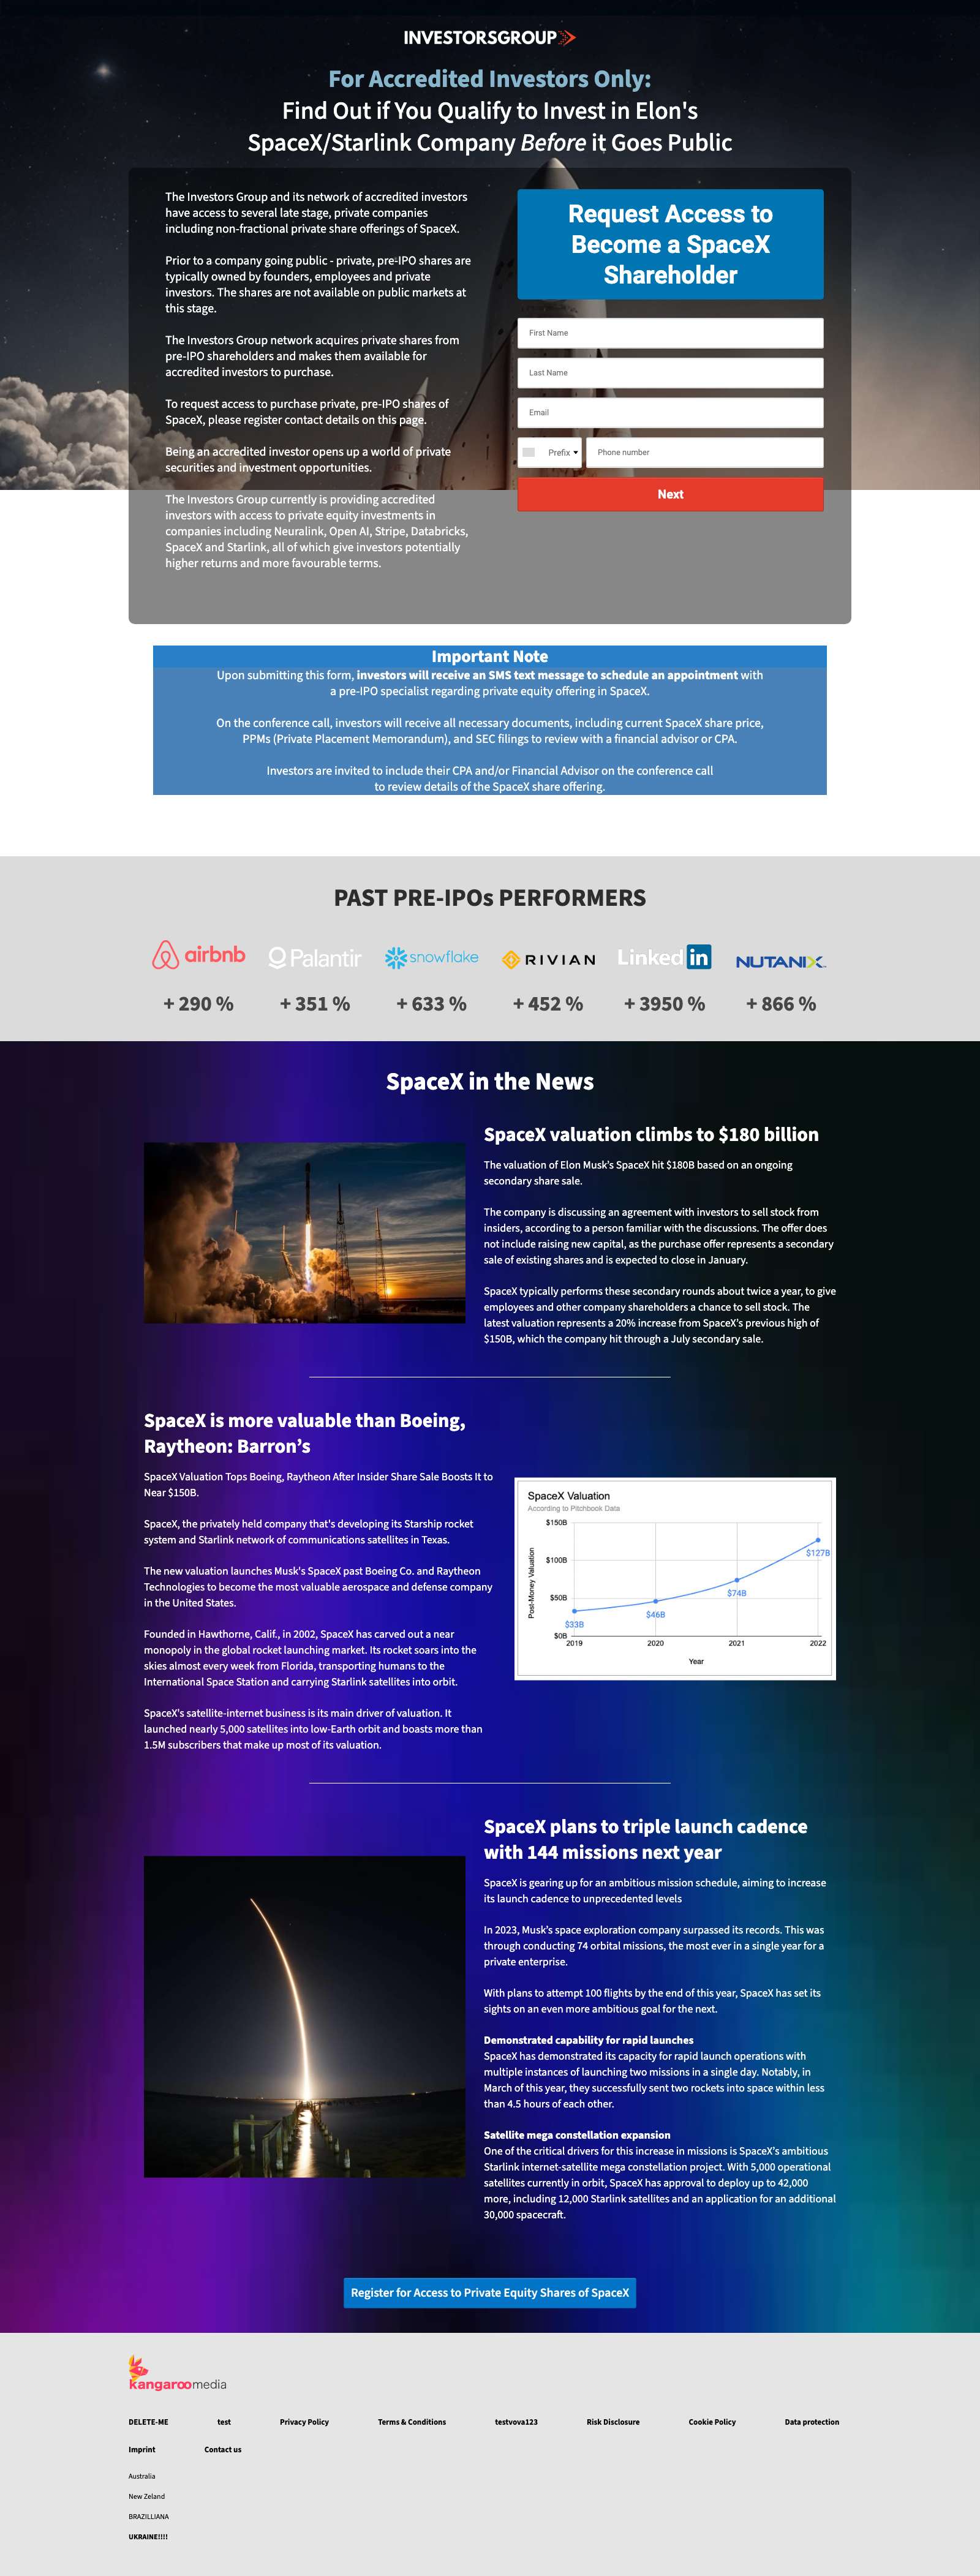 INVESTORSGROUP
For Accredited Investors Only:
Find Out if You Qualify to Invest in Elon's
SpaceX/Starlink Company Before it Goes Public
The Investors Group and its network of accredited investors
have access to several late stage, private companies
including non-fractional private share offerings of SpaceX.
Prior to a company going public - private, pre-IPO shares are
typically owned by founders, employees and private
investors. The shares are not available on public markets at
this stage.
The Investors Group network acquires private shares from
pre-IPO shareholders and makes them available for
accredited investors to purchase.
To request access to purchase private, pre-IPO shares of
SpaceX, please register contact details on this page.
Being an accredited investor opens up a world of private
securities and investment opportunities.
The Investors Group currently is providing accredited
investors with access to private equity investments in
companies including Neuralink, Open AI, Stripe, Databricks,
SpaceX and Starlink, all of which give investors potentially
higher returns and more favourable terms.
Request Access to
Become a SpaceX
Shareholder
First Name
Last Name
Email
Prefix
Phone number
Next
Important Note
Upon submitting this form, investors will receive an SMS text message to schedule an appointment with
a pre-IPO specialist regarding private equity offering in SpaceX.
On the conference call, investors will receive all necessary documents, including current SpaceX share price,
PPMs (Private Placement Memorandum), and SEC filings to review with a financial advisor or CPA.
Investors are invited to include their CPA and/or Financial Advisor on the conference call
to review details of the SpaceX share offering.
PAST PRE-IPOs PERFORMERS
airbnb
Palantir
snowflake
RIVIAN
Linked in
NUTANIX
+ 290 %
+ 351 %
+ 633 %
+ 452 %
+ 3950 %
+ 866 %
SpaceX in the News
SpaceX valuation climbs to $180 billion
The valuation of Elon Musk's SpaceX hit $180B based on an ongoing
secondary share sale.
The company is discussing an agreement with investors to sell stock from
insiders, according to a person familiar with the discussions. The offer does
not include raising new capital, as the purchase offer represents a secondary
sale of existing shares and is expected to close in January.
SpaceX typically performs these secondary rounds about twice a year, to give
employees and other company shareholders a chance to sell stock. The
latest valuation represents a 20% increase from SpaceX's previous high of
$150B, which the company hit through a July secondary sale.
SpaceX is more valuable than Boeing,
Raytheon: Barron's
SpaceX Valuation Tops Boeing, Raytheon After Insider Share Sale Boosts It to
Near $150B.
SpaceX, the privately held company that's developing its Starship rocket
system and Starlink network of communications satellites in Texas.
The new valuation launches Musk's SpaceX past Boeing Co. and Raytheon
Technologies to become the most valuable aerospace and defense company
in the United States.
Founded in Hawthorne, Calif., in 2002, SpaceX has carved out a near
monopoly in the global rocket launching market. Its rocket soars into the
skies almost every week from Florida, transporting humans to the
International Space Station and carrying Starlink satellites into orbit.
SpaceX's satellite-internet business is its main driver of valuation. It
launched nearly 5,000 satellites into low-Earth orbit and boasts more than
1.5M subscribers that make up most of its valuation.
SpaceX Valuation
According to Pitchbook Data
Post-Money Valuation
$150B
$100B
$50B
$0B
$33B
$46B
$74B
$127B
2019
2020
2021
2022
Year
SpaceX plans to triple launch cadence
with 144 missions next year
SpaceX is gearing up for an ambitious mission schedule, aiming to increase
its launch cadence to unprecedented levels
In 2023, Musk's space exploration company surpassed its records. This was
through conducting 74 orbital missions, the most ever in a single year for a
private enterprise.
With plans to attempt 100 flights by the end of this year, SpaceX has set its
sights on an even more ambitious goal for the next.
Demonstrated capability for rapid launches
SpaceX has demonstrated its capacity for rapid launch operations with
multiple instances of launching two missions in a single day. Notably, in
March of this year, they successfully sent two rockets into space within less
than 4.5 hours of each other.
Satellite mega constellation expansion
One of the critical drivers for this increase in missions is SpaceX's ambitious
Starlink internet-satellite mega constellation project. With 5,000 operational
satellites currently in orbit, SpaceX has approval to deploy up to 42,000
more, including 12,000 Starlink satellites and an application for an additional
30,000 spacecraft.
Register for Access to Private Equity Shares of SpaceX
kangaroomedia
DELETE-ME
test
Privacy Policy
Terms & Conditions
testvova123
Risk Disclosure
Cookie Policy
Data protection
Imprint
Contact us
Australia
New Zeland
BRAZILLIANA
UKRAINE!!!!